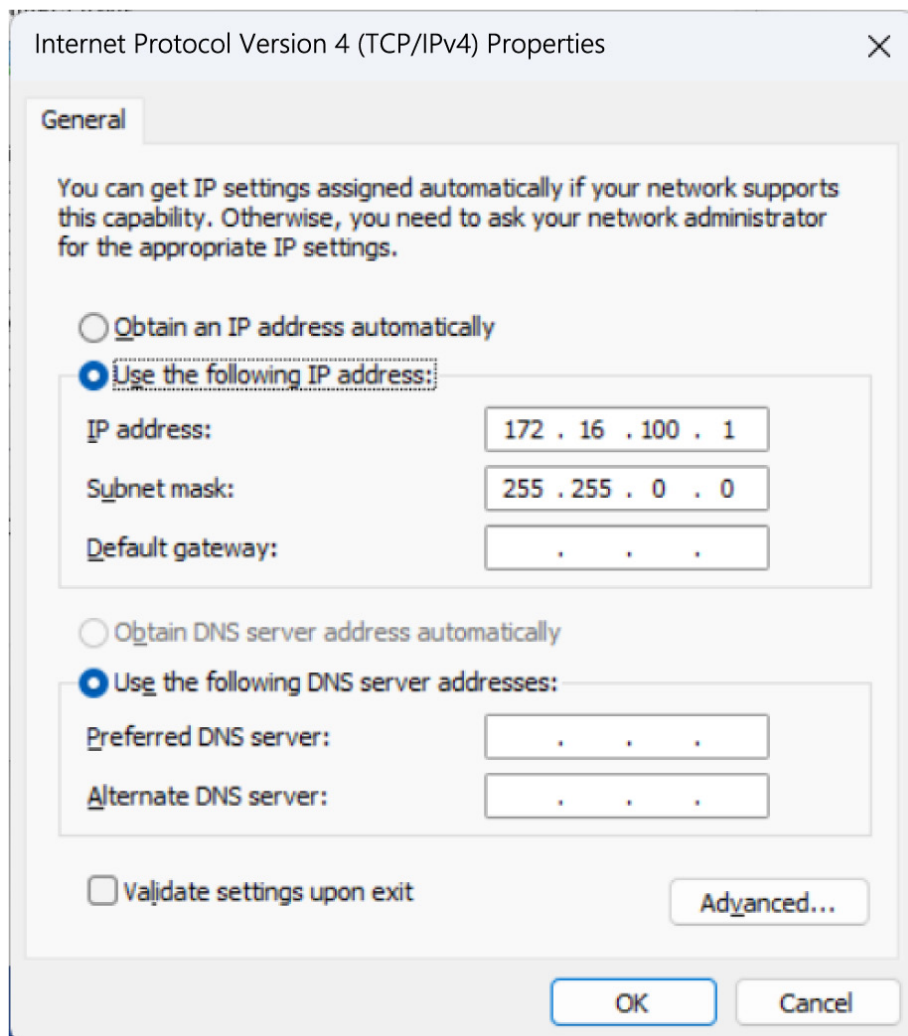 Internet Protocol Version 4 (TCP/IPv4) Properties
General
You can get IP settings assigned automatically if your network supports
this capability. Otherwise, you need to ask your network administrator
for the appropriate IP settings.
Obtain an IP address automatically
Use the following IP address:
IP address: 172 . 16 . 100 . 1
Subnet mask: 255 . 255 . 0 . 0
Default gateway: . . .
Obtain DNS server address automatically
Use the following DNS server addresses:
Preferred DNS server: . . .
Alternate DNS server: . . .
Validate settings upon exit
Advanced...
OK Cancel